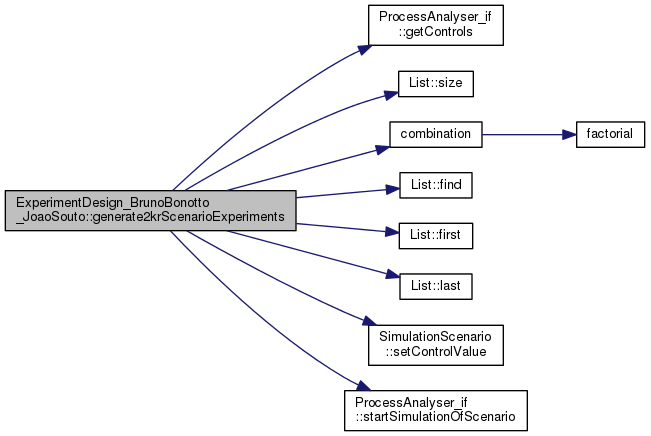 ProcessAnalyser_if
::getControls
List::size
combination
factorial
List::find
ExperimentDesign_BrunoBonotto
_JoaoSouto::generate2krScenarioExperiments
List::first
List::last
SimulationScenario
::setControlValue
ProcessAnalyser_if
::startSimulationOfScenario